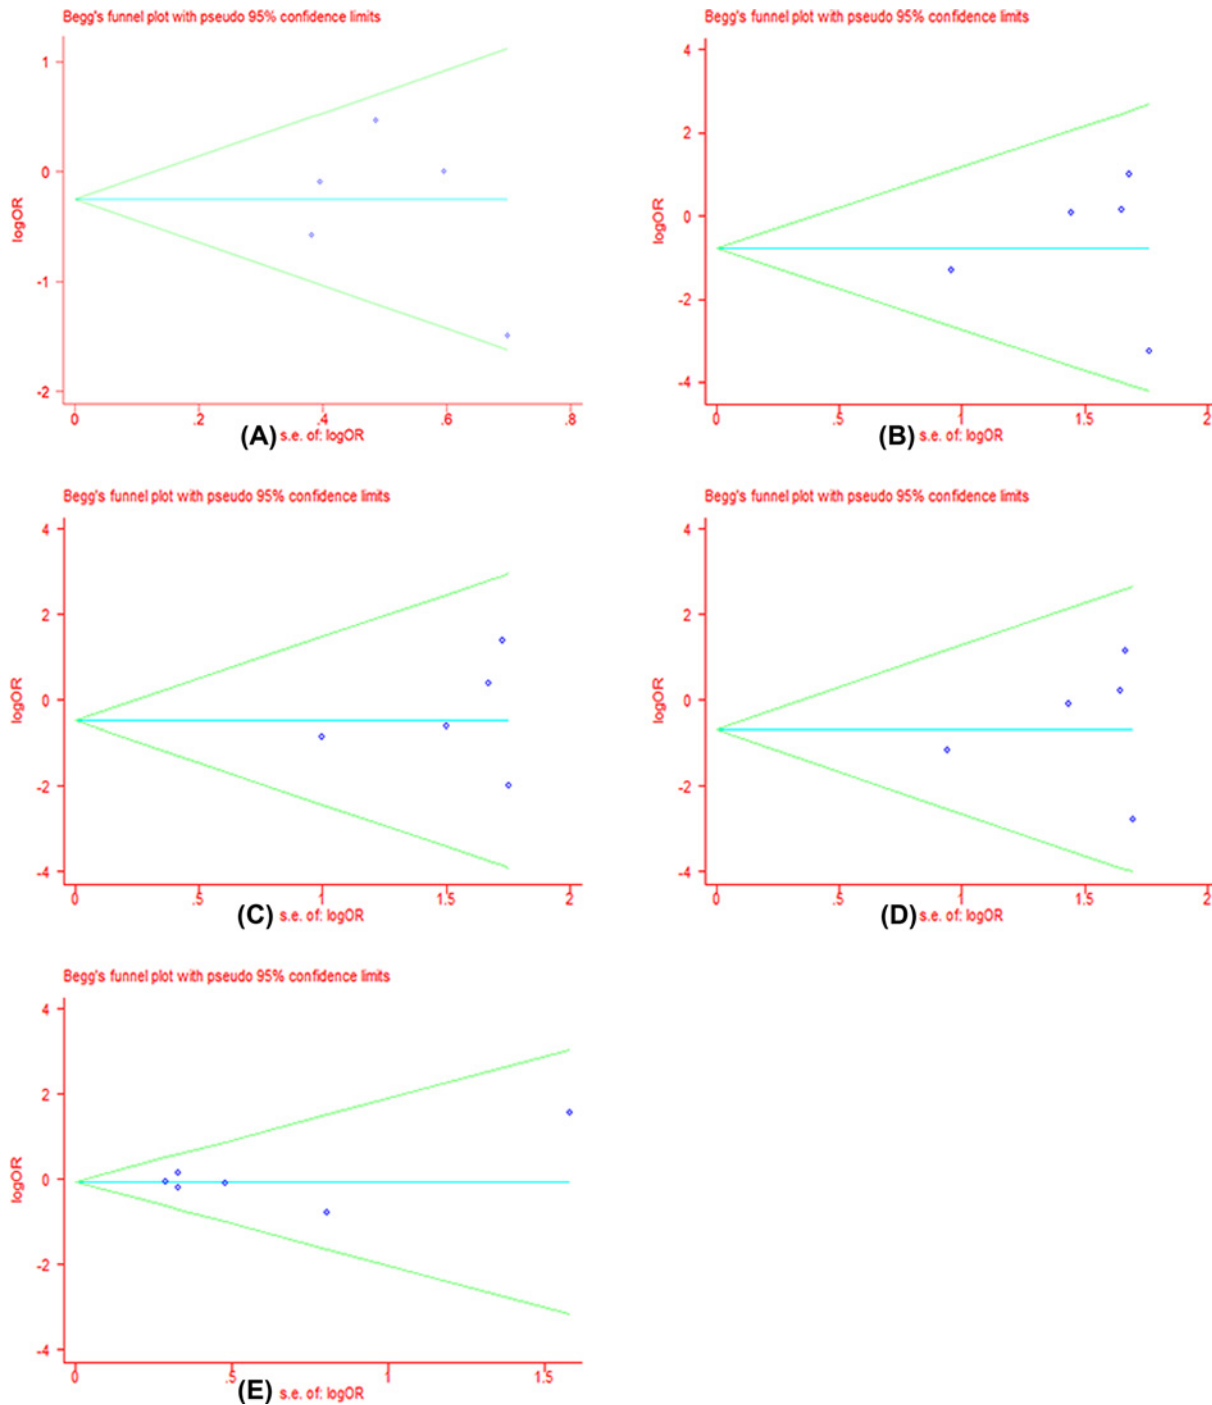 Begg's funnel plot with pseudo 95% confidence limits
1
0
-1
-2
logOR
0 .2 .4 .6 .8
(A) s.e. of: logOR
Begg's funnel plot with pseudo 95% confidence limits
4
2
0
-2
-4
logOR
0 .5 1 1.5 2
(B) s.e. of: logOR
Begg's funnel plot with pseudo 95% confidence limits
4
2
0
-2
-4
logOR
0 .5 1 1.5 2
(C) s.e. of: logOR
Begg's funnel plot with pseudo 95% confidence limits
4
2
0
-2
-4
logOR
0 .5 1 1.5 2
(D) s.e. of: logOR
Begg's funnel plot with pseudo 95% confidence limits
4
2
0
-2
-4
logOR
0 .5 1 1.5
(E) s.e. of: logOR